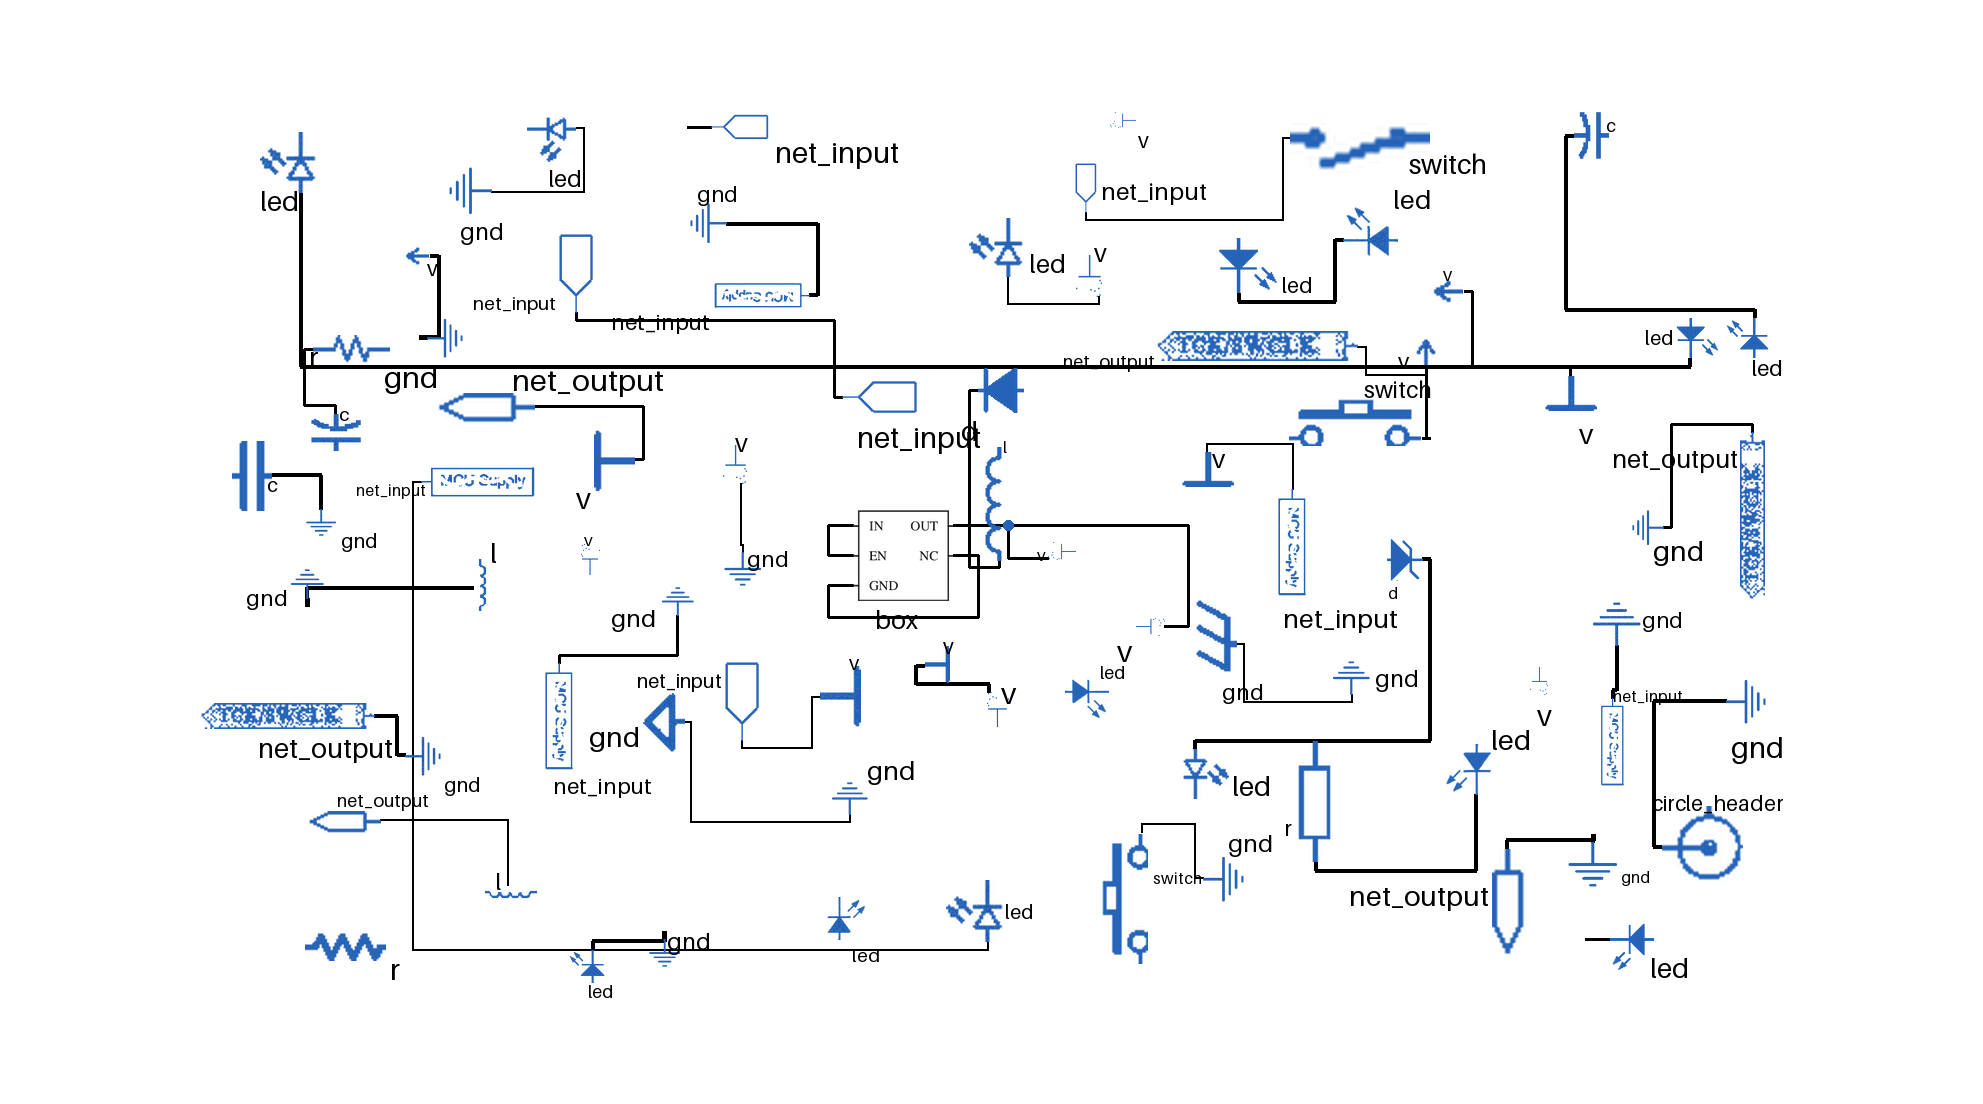 c
v
net_input
switch
led
gnd
net_input
led
led
gnd
v
led
v
led
v
net_input
net_input
led
r
net_output
v
led
gnd
net_output
switch
c
net_input
d
v
v
l
net_output
v
c
net_input
MCU Supply
v
IN
OUT
gnd
v
l
EN
NC
v
gnd
gnd
GND
d
gnd
gnd
box
net_input
gnd
v
v
v
led
gnd
net_input
gnd
v
net_input
v
gnd
led
net_output
gnd
gnd
gnd
net_input
led
net_output
circle_header
r
gnd
l
switch
gnd
net_output
led
gnd
led
r
led
led